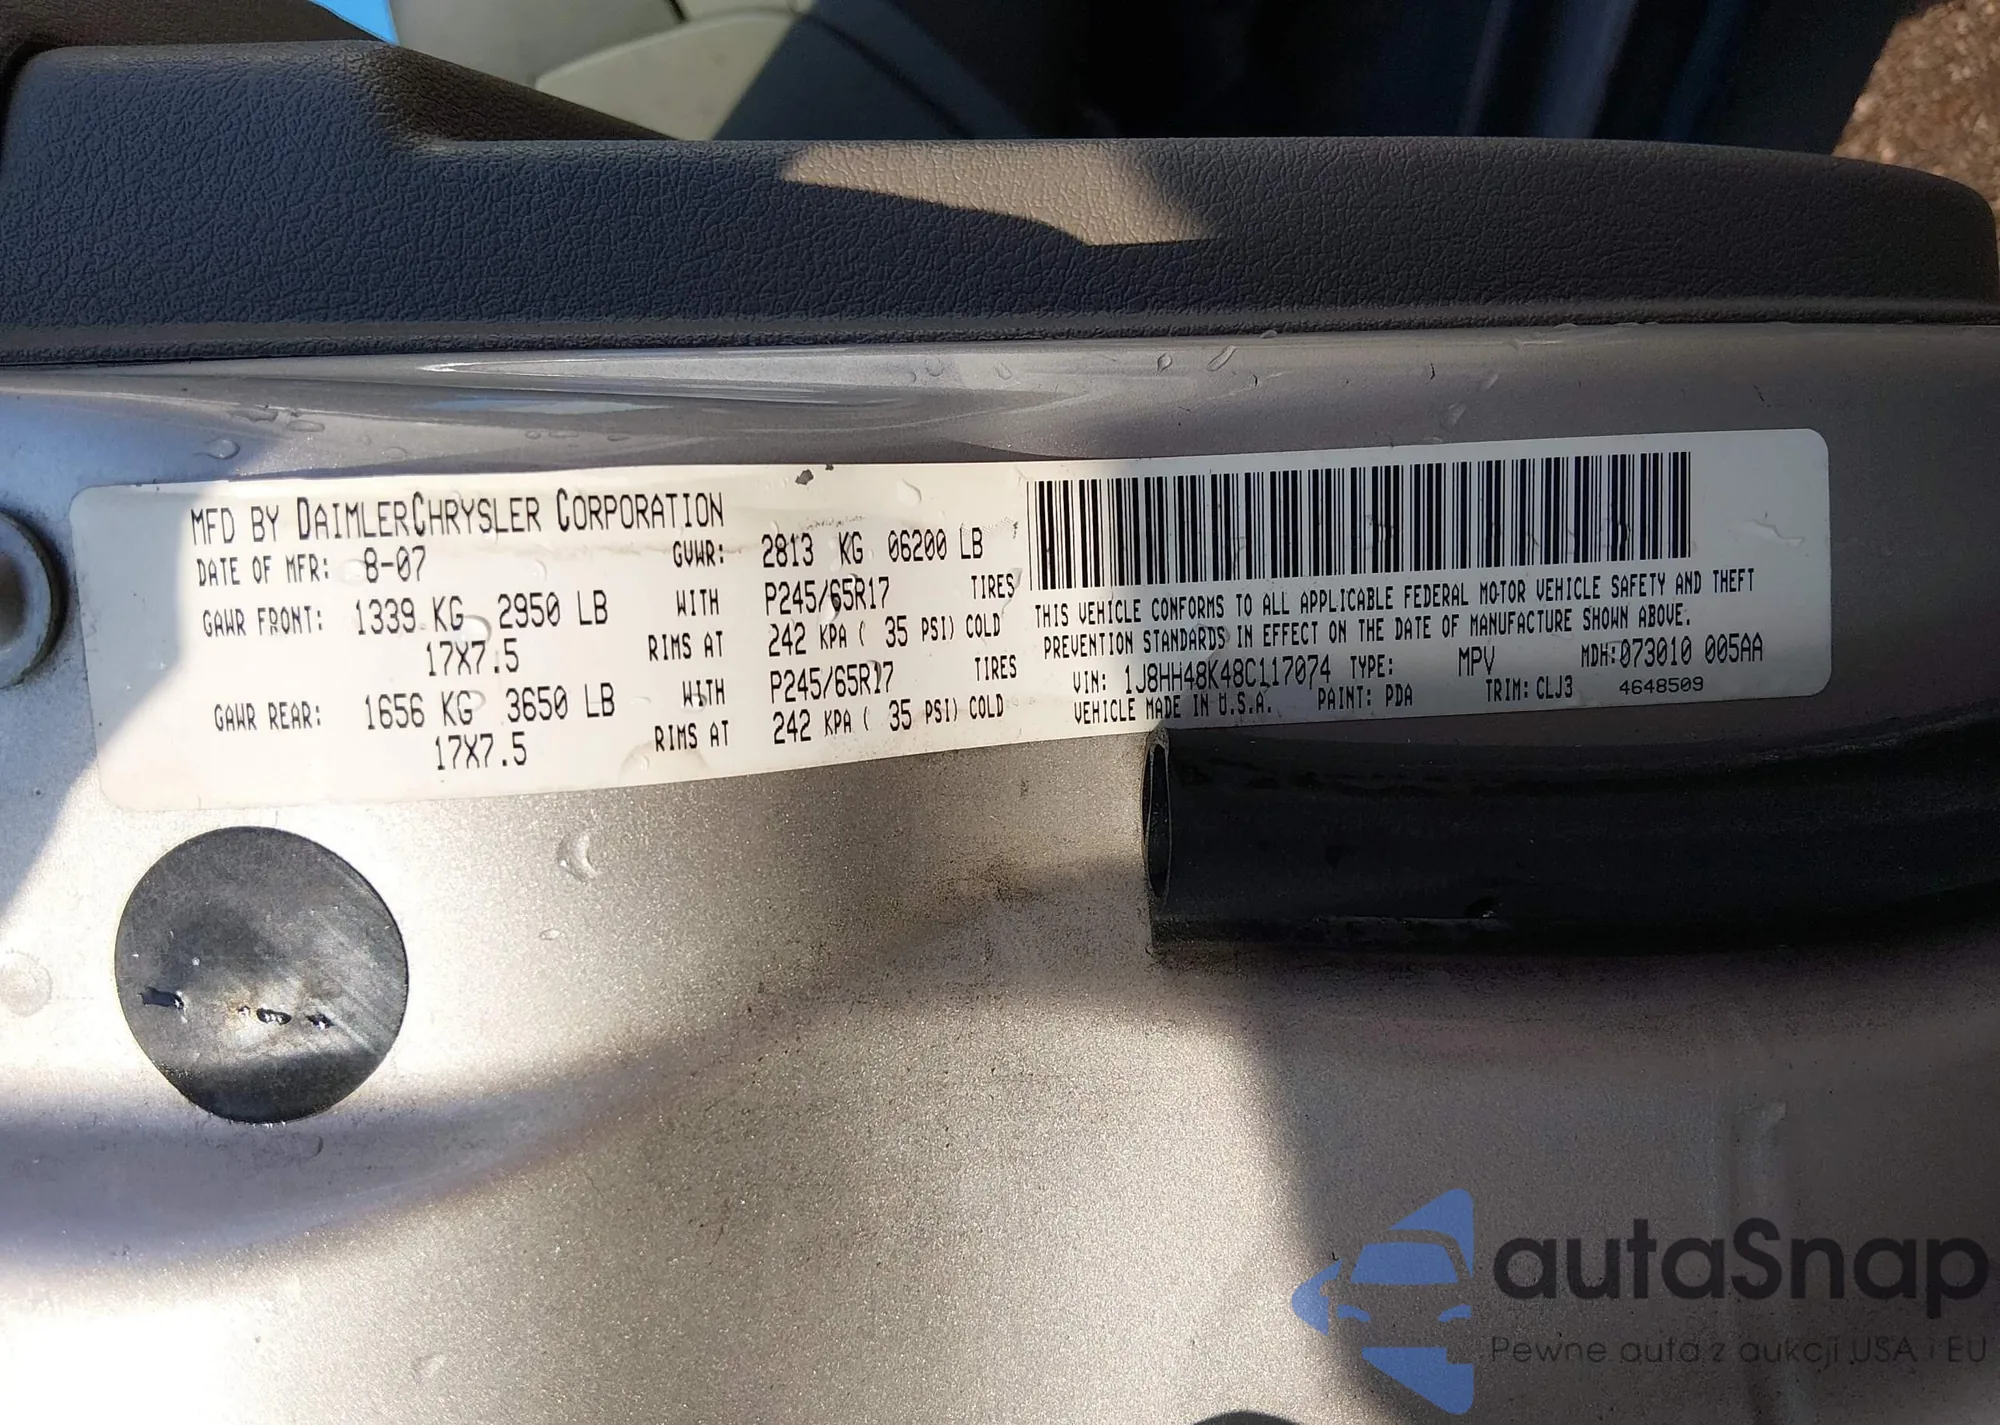 MFD BY DAIMLERCHRYSLER CORPORATION
DATE OF MFR: 8-07 GVWR: 2813 KG 06200 LB
GAWR FRONT: 1339 KG 2950 LB WITH P245/65R17 TIRES
17X7.5 RIMS AT 242 KPA ( 35 PSI) COLD
GAWR REAR: 1656 KG 3650 LB WITH P245/65R17 TIRES
17X7.5 RIMS AT 242 KPA ( 35 PSI) COLD
THIS VEHICLE CONFORMS TO ALL APPLICABLE FEDERAL MOTOR VEHICLE SAFETY AND THEFT
PREVENTION STANDARDS IN EFFECT ON THE DATE OF MANUFACTURE SHOWN ABOVE.
VIN: 1J8HH48K48C117074 TYPE: MPV MDH:073010 005AA
VEHICLE MADE IN U.S.A. PAINT: PDA TRIM: CLJ3 4648509
autaSnap
Pewne auta z aukcji USA i EU